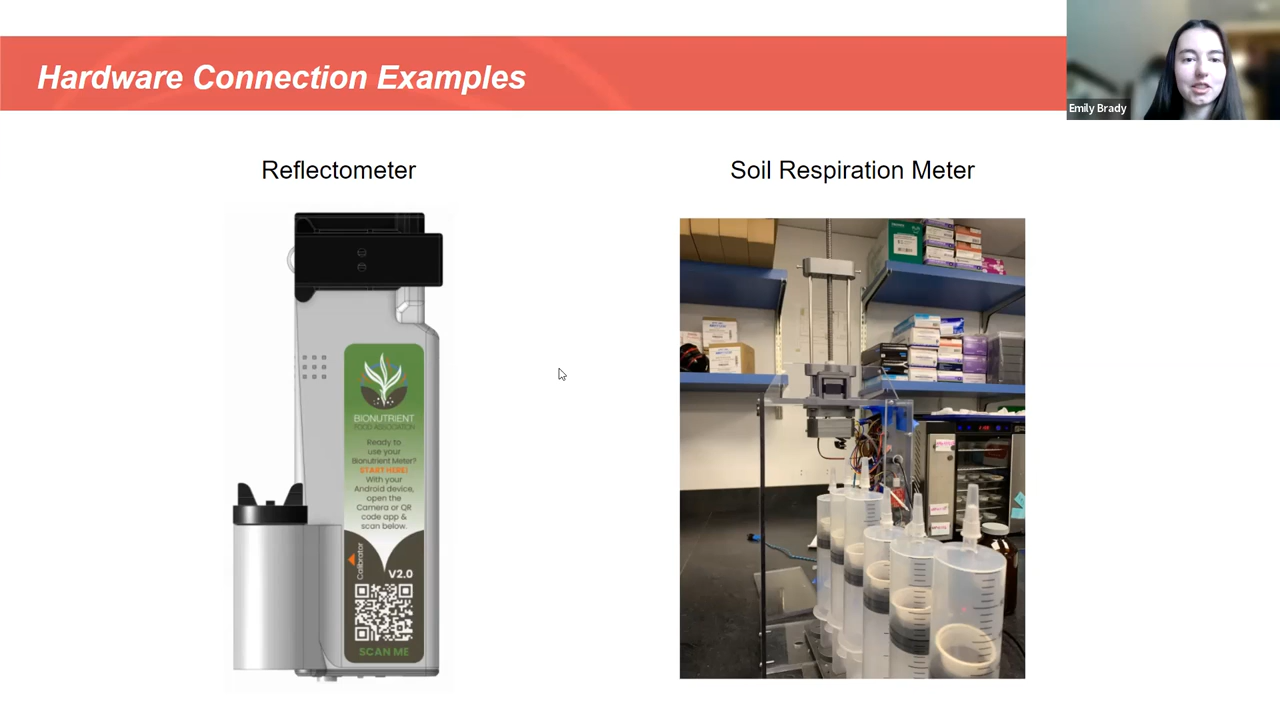 Hardware Connection Examples
Emily Brady
Reflectometer
Soil Respiration Meter
BIONUTRIENT
FOOD ASSOCIATION
Ready to
use your
Bionutrient Meter?
START HERE!
With your
Android device,
open the
Camera or QR
code app &
scan below.
Calibrator
V2.0
SCAN ME